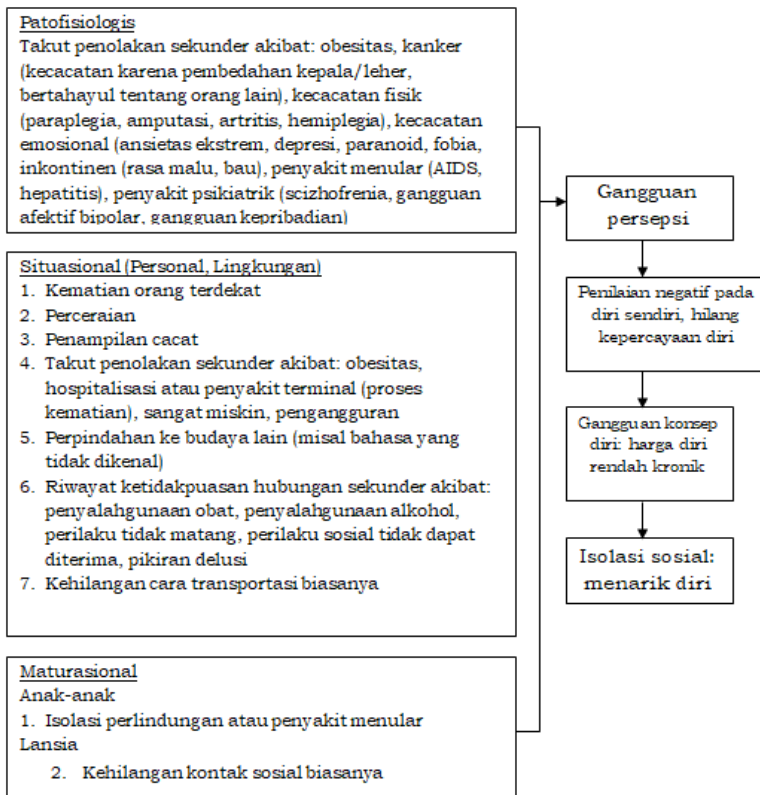 Patofisiologis
Takut penolakan sekunder akibat: obesitas, kanker
(kecacatan karena pembedahan kepala/leher,
bertahayul tentang orang lain), kecacatan fisik
(paraplegia, amputasi, artritis, hemiplegia), kecacatan
emosional (ansietas ekstrem, depresi, paranoid, fobia,
inkontinen (rasa malu, bau), penyakit menular (AIDS,
hepatitis), penyakit psikiatrik (scizhofrenia, gangguan
afektif bipolar, gangguan kepribadian)
Situasional (Personal, Lingkungan)
1. Kematian orang terdekat
2. Perceraian
3. Penampilan cacat
4. Takut penolakan sekunder akibat: obesitas,
hospitalisasi atau penyakit terminal (proses
kematian), sangat miskin, pengangguran
5. Perpindahan ke budaya lain (misal bahasa yang
tidak dikenal)
6. Riwayat ketidakpuasan hubungan sekunder akibat:
penyalahgunaan obat, penyalahgunaan alkohol,
perilaku tidak matang, perilaku sosial tidak dapat
diterima, pikiran delusi
7. Kehilangan cara transportasi biasanya
Maturasional
Anak-anak
1. Isolasi perlindungan atau penyakit menular
Lansia
2. Kehilangan kontak sosial biasanya
Gangguan
persepsi
Penilaian negatif pada
diri sendiri, hilang
kepercayaan diri
Gangguan konsep
diri: harga diri
rendah kronik
Isolasi sosial:
menarik diri